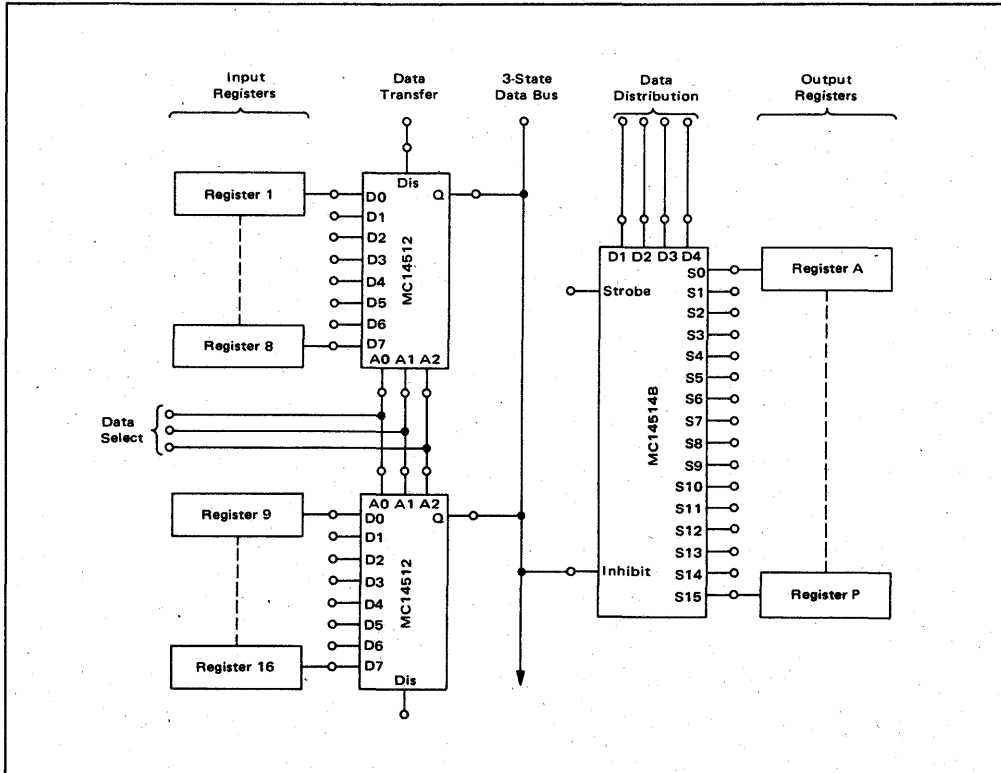 Input Registers
Data Transfer
3-State Data Bus
Data Distribution
Output Registers
Register 1
Register 8
Dis
Q
D0
D1
D2
D3
D4
D5
D6
D7
A0 A1 A2
MC14512
Data Select
A0 A1 A2
Register 9
Register 16
D0
D1
D2
D3
D4
D5
D6
D7
Q
MC14512
Dis
D1 D2 D3 D4
Strobe
Inhibit
MC14514B
S0
S1
S2
S3
S4
S5
S6
S7
S8
S9
S10
S11
S12
S13
S14
S15
Register A
Register P